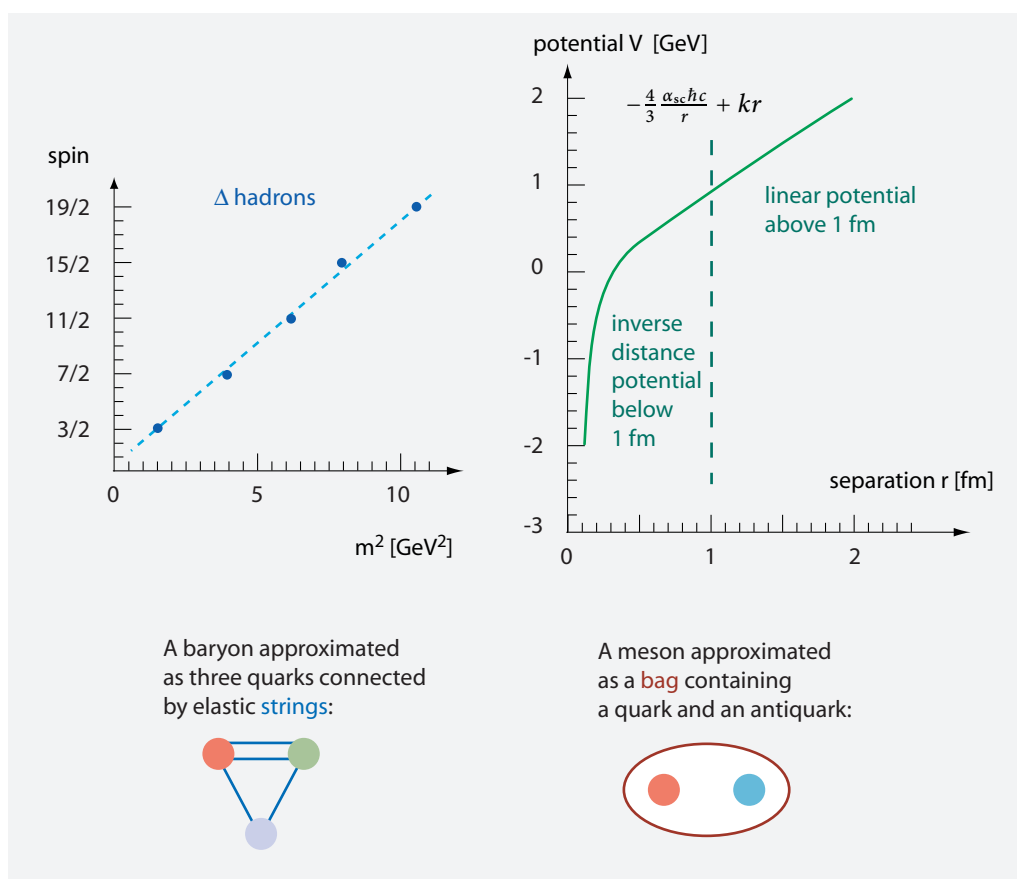 spin
Δ hadrons
19/2
15/2
11/2
7/2
3/2
0
5
10
m² [GeV²]
potential V [GeV]
2
1
0
-1
-2
-3
−4/3 α_sc ħc/r + kr
linear potential
above 1 fm
inverse
distance
potential
below
1 fm
separation r [fm]
0
1
2
A baryon approximated
as three quarks connected
by elastic strings:
A meson approximated
as a bag containing
a quark and an antiquark: